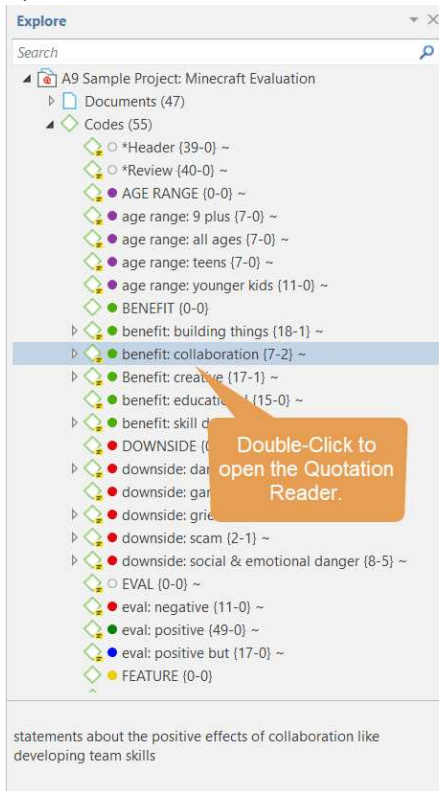 Explore
Search
A9 Sample Project: Minecraft Evaluation
Documents (47)
Codes (55)
*Header {39-0} ~
*Review {40-0} ~
AGE RANGE {0-0} ~
age range: 9 plus {7-0} ~
age range: all ages {7-0} ~
age range: teens {7-0} ~
age range: younger kids {11-0} ~
BENEFIT {0-0}
benefit: building things {18-1} ~
benefit: collaboration {7-2} ~
Benefit: creative {17-1} ~
benefit: {15-0} ~
benefit: skill
DOWNSIDE
downside:
downside:
downside:
downside: scam {2-1} ~
downside: social & emotional danger {8-5} ~
EVAL {0-0} ~
eval: negative {11-0} ~
eval: positive {49-0} ~
eval: positive but {17-0} ~
FEATURE {0-0}
Double-Click to
open the Quotation
Reader.
statements about the positive effects of collaboration like
developing team skills